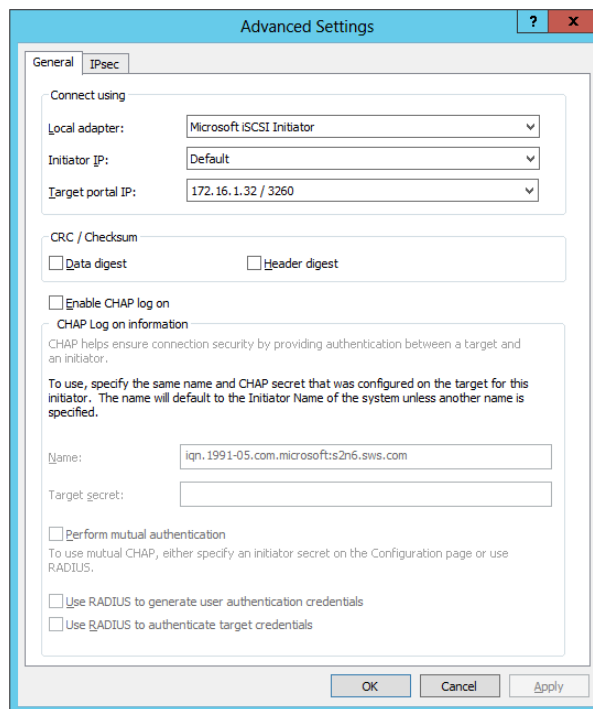 Advanced Settings
?
x
General
IPsec
Connect using
Local adapter:
Microsoft iSCSI Initiator
Initiator IP:
Default
Target portal IP:
172.16.1.32 / 3260
CRC / Checksum
Data digest
Header digest
Enable CHAP log on
CHAP Log on information
CHAP helps ensure connection security by providing authentication between a target and
an initiator.
To use, specify the same name and CHAP secret that was configured on the target for this
initiator. The name will default to the Initiator Name of the system unless another name is
specified.
Name:
iqn.1991-05.com.microsoft:s2n6.sws.com
Target secret:
Perform mutual authentication
To use mutual CHAP, either specify an initiator secret on the Configuration page or use
RADIUS.
Use RADIUS to generate user authentication credentials
Use RADIUS to authenticate target credentials
OK
Cancel
Apply